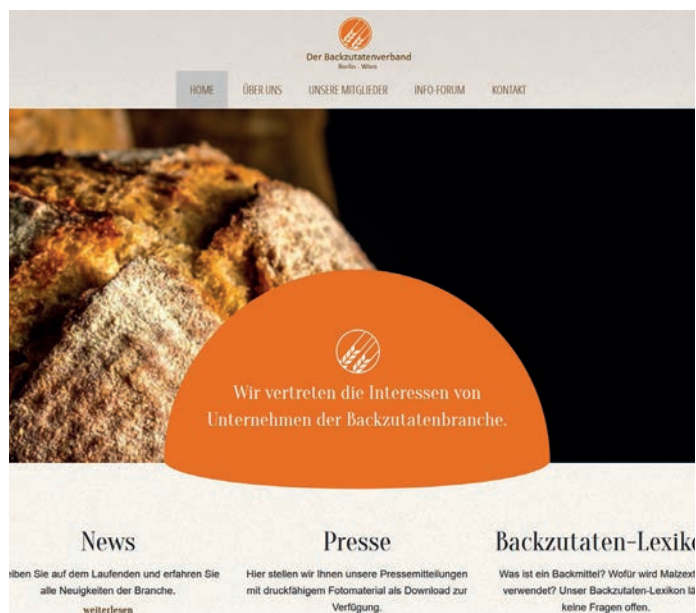 Der Backzutatenverband
Berlin - Wien
HOME ÜBER UNS UNSERE MITGLIEDER INFO-FORUM KONTAKT
Wir vertreten die Interessen von
Unternehmen der Backzutatenbranche.
News
eiben Sie auf dem Laufenden und erfahren Sie
alle Neuigkeiten der Branche.
weiterlesen
Presse
Hier stellen wir Ihnen unsere Pressemitteilungen
mit druckfähigem Fotomaterial als Download zur
Verfügung.
Backzutaten-Lexiko
Was ist ein Backmittel? Wofür wird Malzext
verwendet? Unser Backzutaten-Lexikon lä
keine Fragen offen.